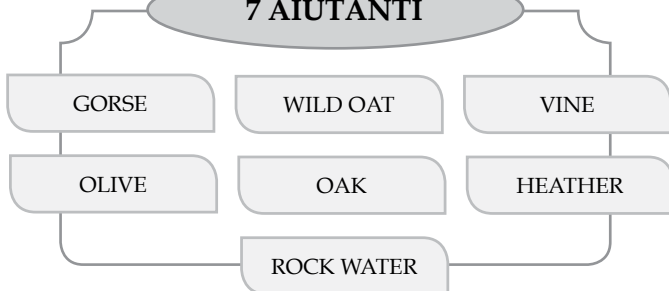 7 AIUTANTI
GORSE WILD OAT VINE
OLIVE OAK HEATHER
ROCK WATER